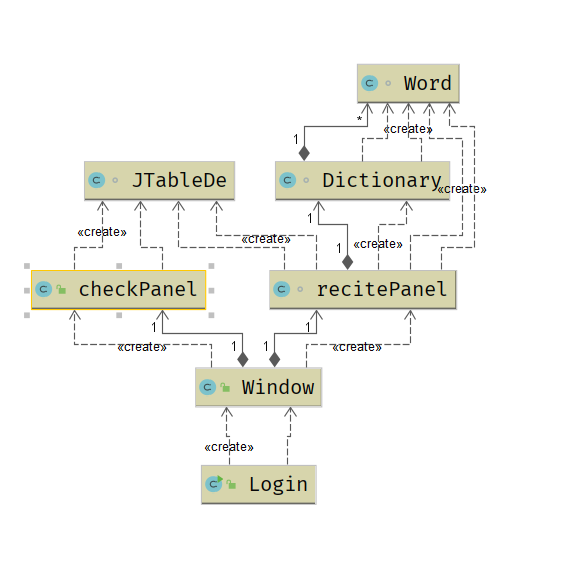 C Word
* 
1 «create»
C JTableDe
C Dictionary
«create»
1
«create» «create» «create»
1
C checkPanel
C recitePanel
1 1
«create» 1 1 «create»
C Window
«create»
C Login